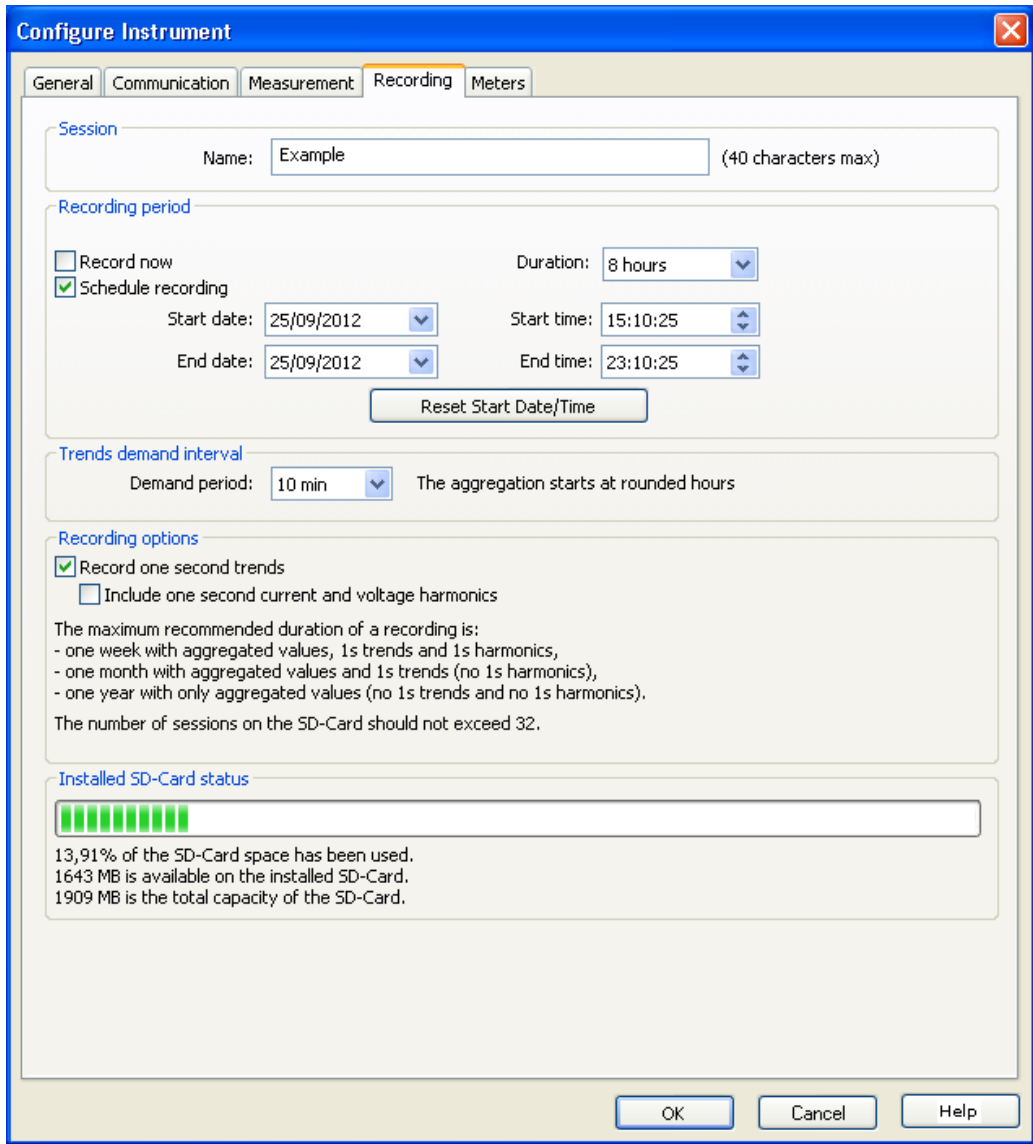 Configure Instrument
General Communication Measurement Recording Meters
Session
Name: Example (40 characters max)
Recording period
Record now Duration: 8 hours
Schedule recording
Start date: 25/09/2012 Start time: 15:10:25
End date: 25/09/2012 End time: 23:10:25
Reset Start Date/Time
Trends demand interval
Demand period: 10 min The aggregation starts at rounded hours
Recording options
Record one second trends
Include one second current and voltage harmonics
The maximum recommended duration of a recording is:
- one week with aggregated values, 1s trends and 1s harmonics,
- one month with aggregated values and 1s trends (no 1s harmonics),
- one year with only aggregated values (no 1s trends and no 1s harmonics).
The number of sessions on the SD-Card should not exceed 32.
Installed SD-Card status
13,91% of the SD-Card space has been used.
1643 MB is available on the installed SD-Card.
1909 MB is the total capacity of the SD-Card.
OK Cancel Help